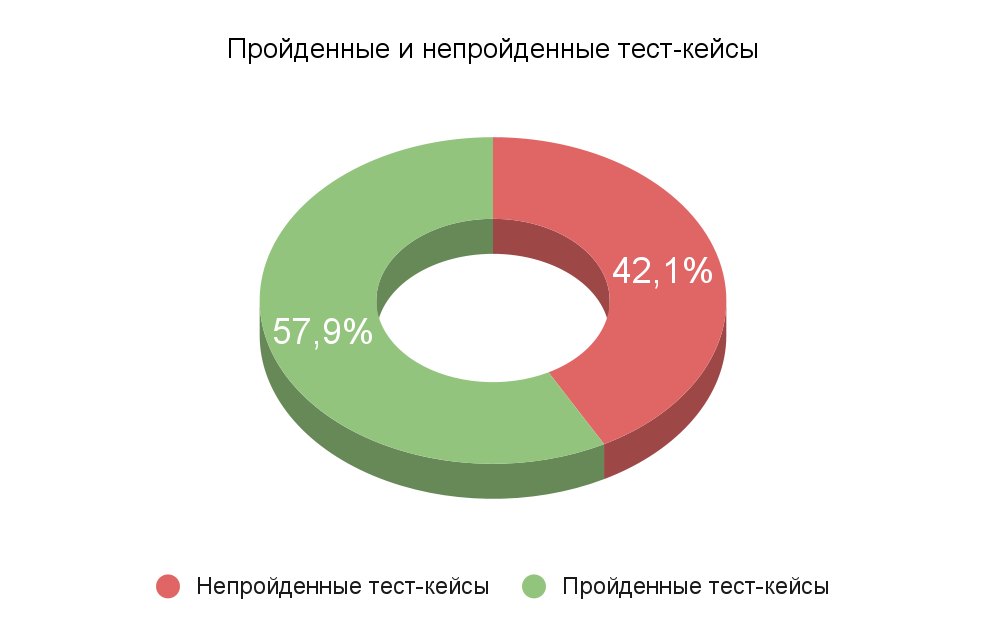 Пройденные и непройденные тест-кейсы
42,1%
57,9%
Непройденные тест-кейсы
Пройденные тест-кейсы